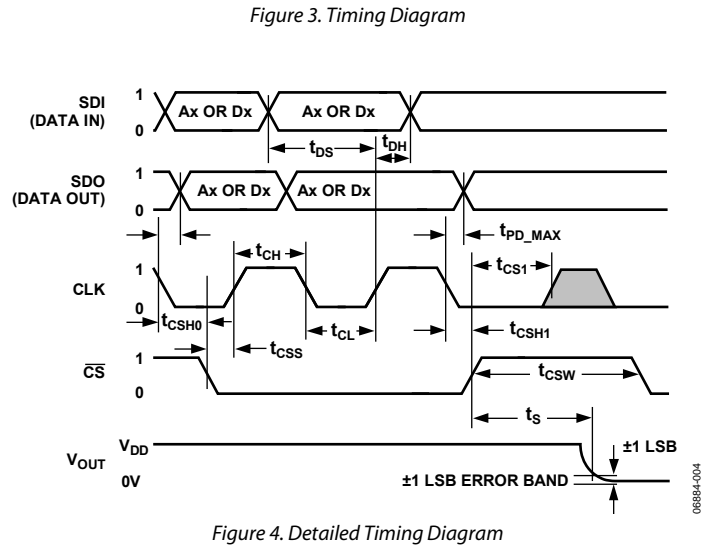 Figure 3. Timing Diagram
SDI
(DATA IN)
1
0
Ax OR Dx
Ax OR Dx
tDS
tDH
SDO
(DATA OUT)
1
0
Ax OR Dx
Ax OR Dx
tPD_MAX
CLK
1
0
tCH
tCS1
tCSH0
tCSS
tCL
tCSH1
CS
1
0
tCSW
tS
VOUT
VDD
0V
±1 LSB
±1 LSB ERROR BAND
06884-004
Figure 4. Detailed Timing Diagram